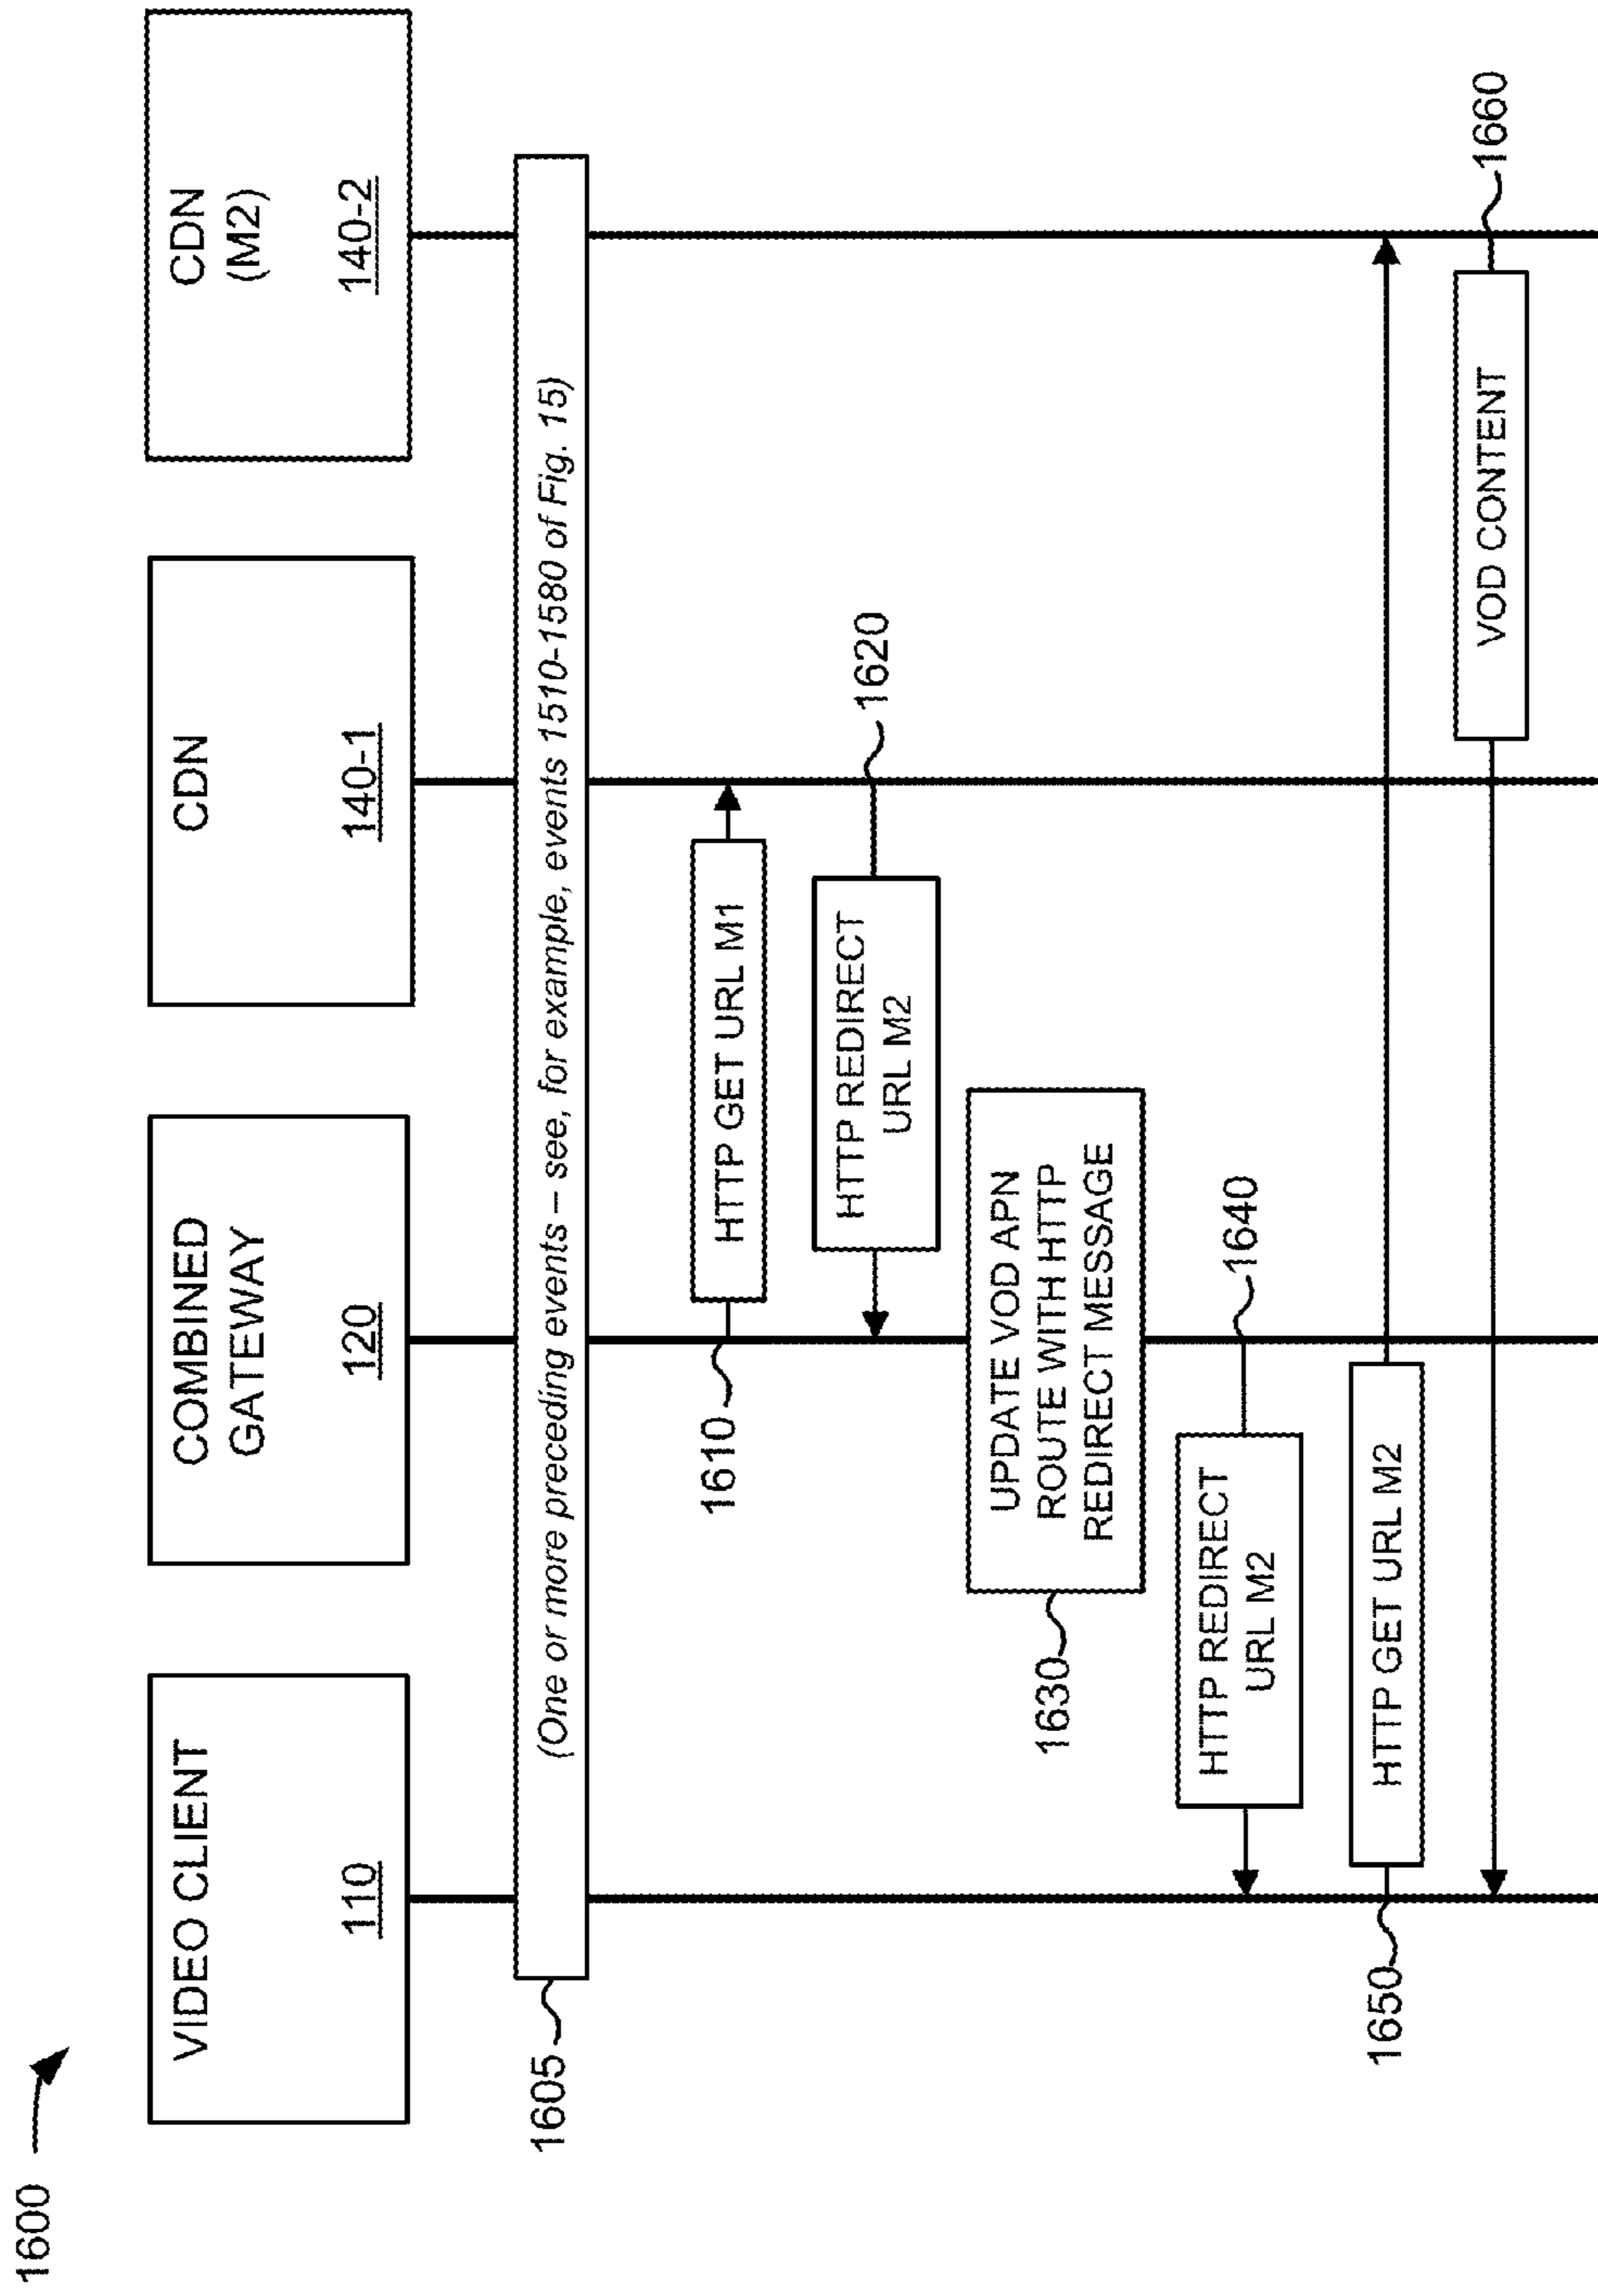 1600
VIDEO CLIENT
110
COMBINED
GATEWAY
120
CDN
140-1
CDN
(M2)
140-2
1605
(One or more preceding events – see, for example, events 1510-1580 of Fig. 15)
1610
HTTP GET URL M1
HTTP REDIRECT
URL M2
1620
1630
UPDATE VOD APN
ROUTE WITH HTTP
REDIRECT MESSAGE
HTTP REDIRECT
URL M2
1640
1650
HTTP GET URL M2
VOD CONTENT
1660